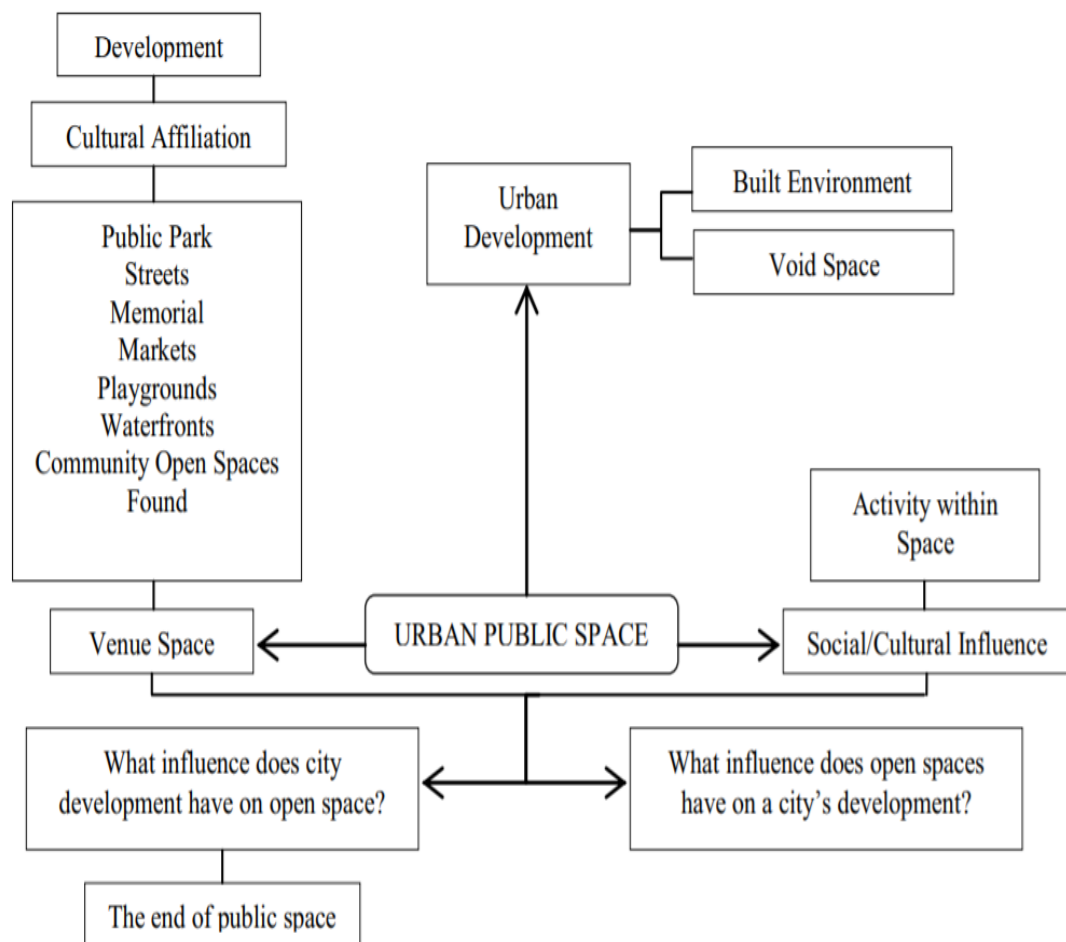 Development
Cultural Affiliation
Public Park
Streets
Memorial
Markets
Playgrounds
Waterfronts
Community Open Spaces
Found
Venue Space
Urban
Development
Built Environment
Void Space
URBAN PUBLIC SPACE
Activity within
Space
Social/Cultural Influence
What influence does city
development have on open space?
What influence does open spaces
have on a city’s development?
The end of public space